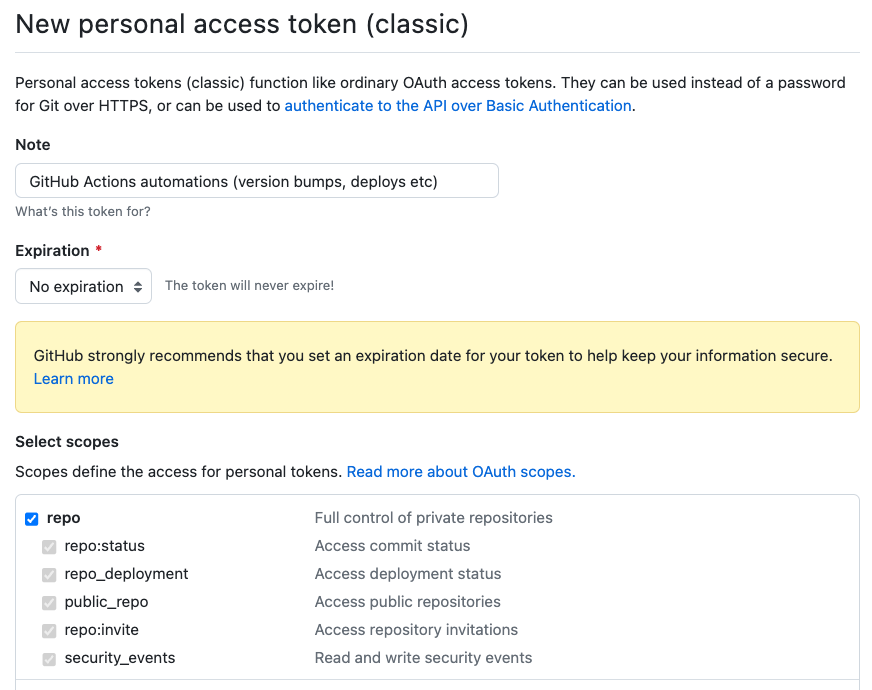 New personal access token (classic)
Personal access tokens (classic) function like ordinary OAuth access tokens. They can be used instead of a password
for Git over HTTPS, or can be used to authenticate to the API over Basic Authentication.
Note
GitHub Actions automations (version bumps, deploys etc)
What's this token for?
Expiration *
No expiration The token will never expire!
GitHub strongly recommends that you set an expiration date for your token to help keep your information secure.
Learn more
Select scopes
Scopes define the access for personal tokens. Read more about OAuth scopes.
repo Full control of private repositories
repo:status Access commit status
repo_deployment Access deployment status
public_repo Access public repositories
repo:invite Access repository invitations
security_events Read and write security events